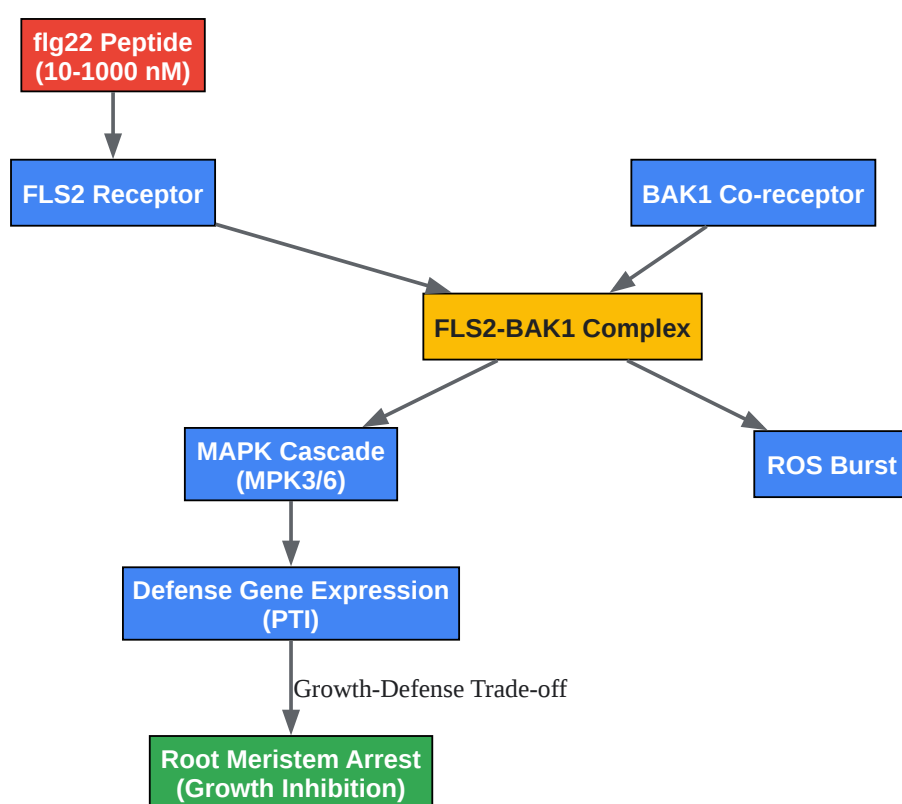 flg22 Peptide
(10-1000 nM)
FLS2 Receptor
BAK1 Co-receptor
FLS2-BAK1 Complex
MAPK Cascade
(MPK3/6)
ROS Burst
Defense Gene Expression
(PTI)
Growth-Defense Trade-off
Root Meristem Arrest
(Growth Inhibition)